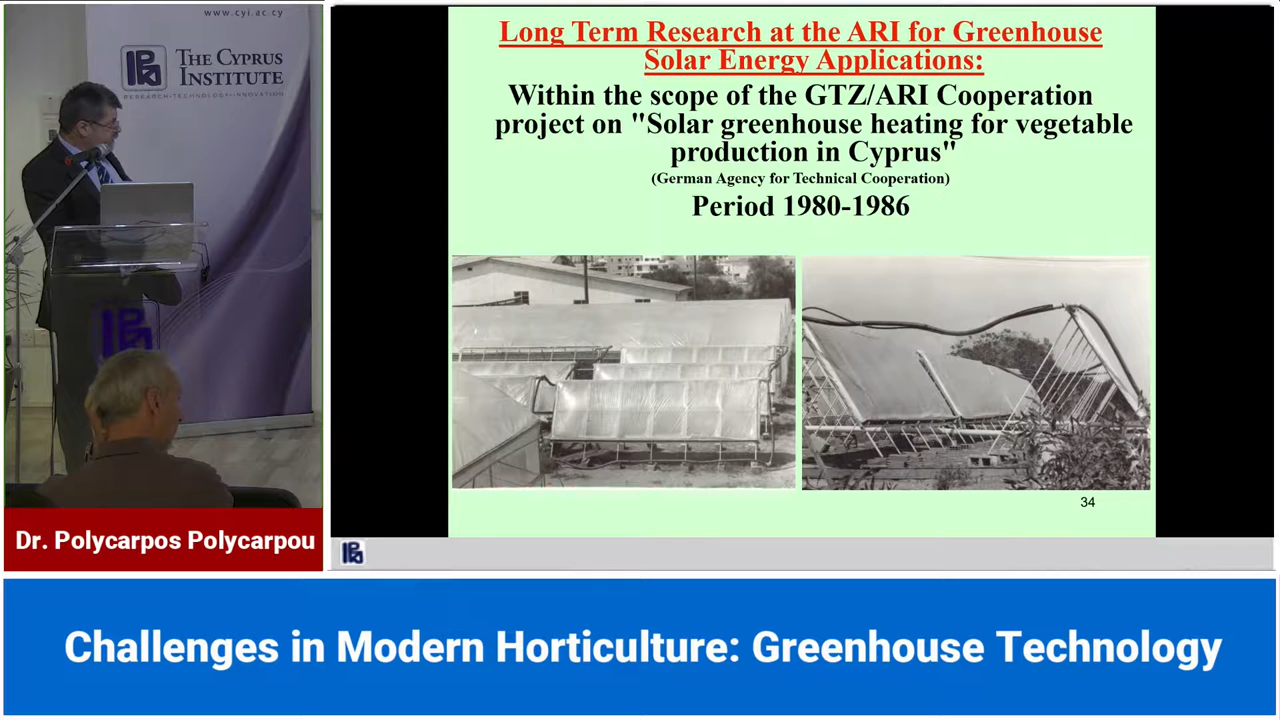 www.cyi.ac.cy
THE CYPRUS
INSTITUTE
RESEARCH • TECHNOLOGY • INNOVATION
Long Term Research at the ARI for Greenhouse
Solar Energy Applications:
Within the scope of the GTZ/ARI Cooperation
project on "Solar greenhouse heating for vegetable
production in Cyprus"
(German Agency for Technical Cooperation)
Period 1980-1986
34
Dr. Polycarpos Polycarpou
Challenges in Modern Horticulture: Greenhouse Technology